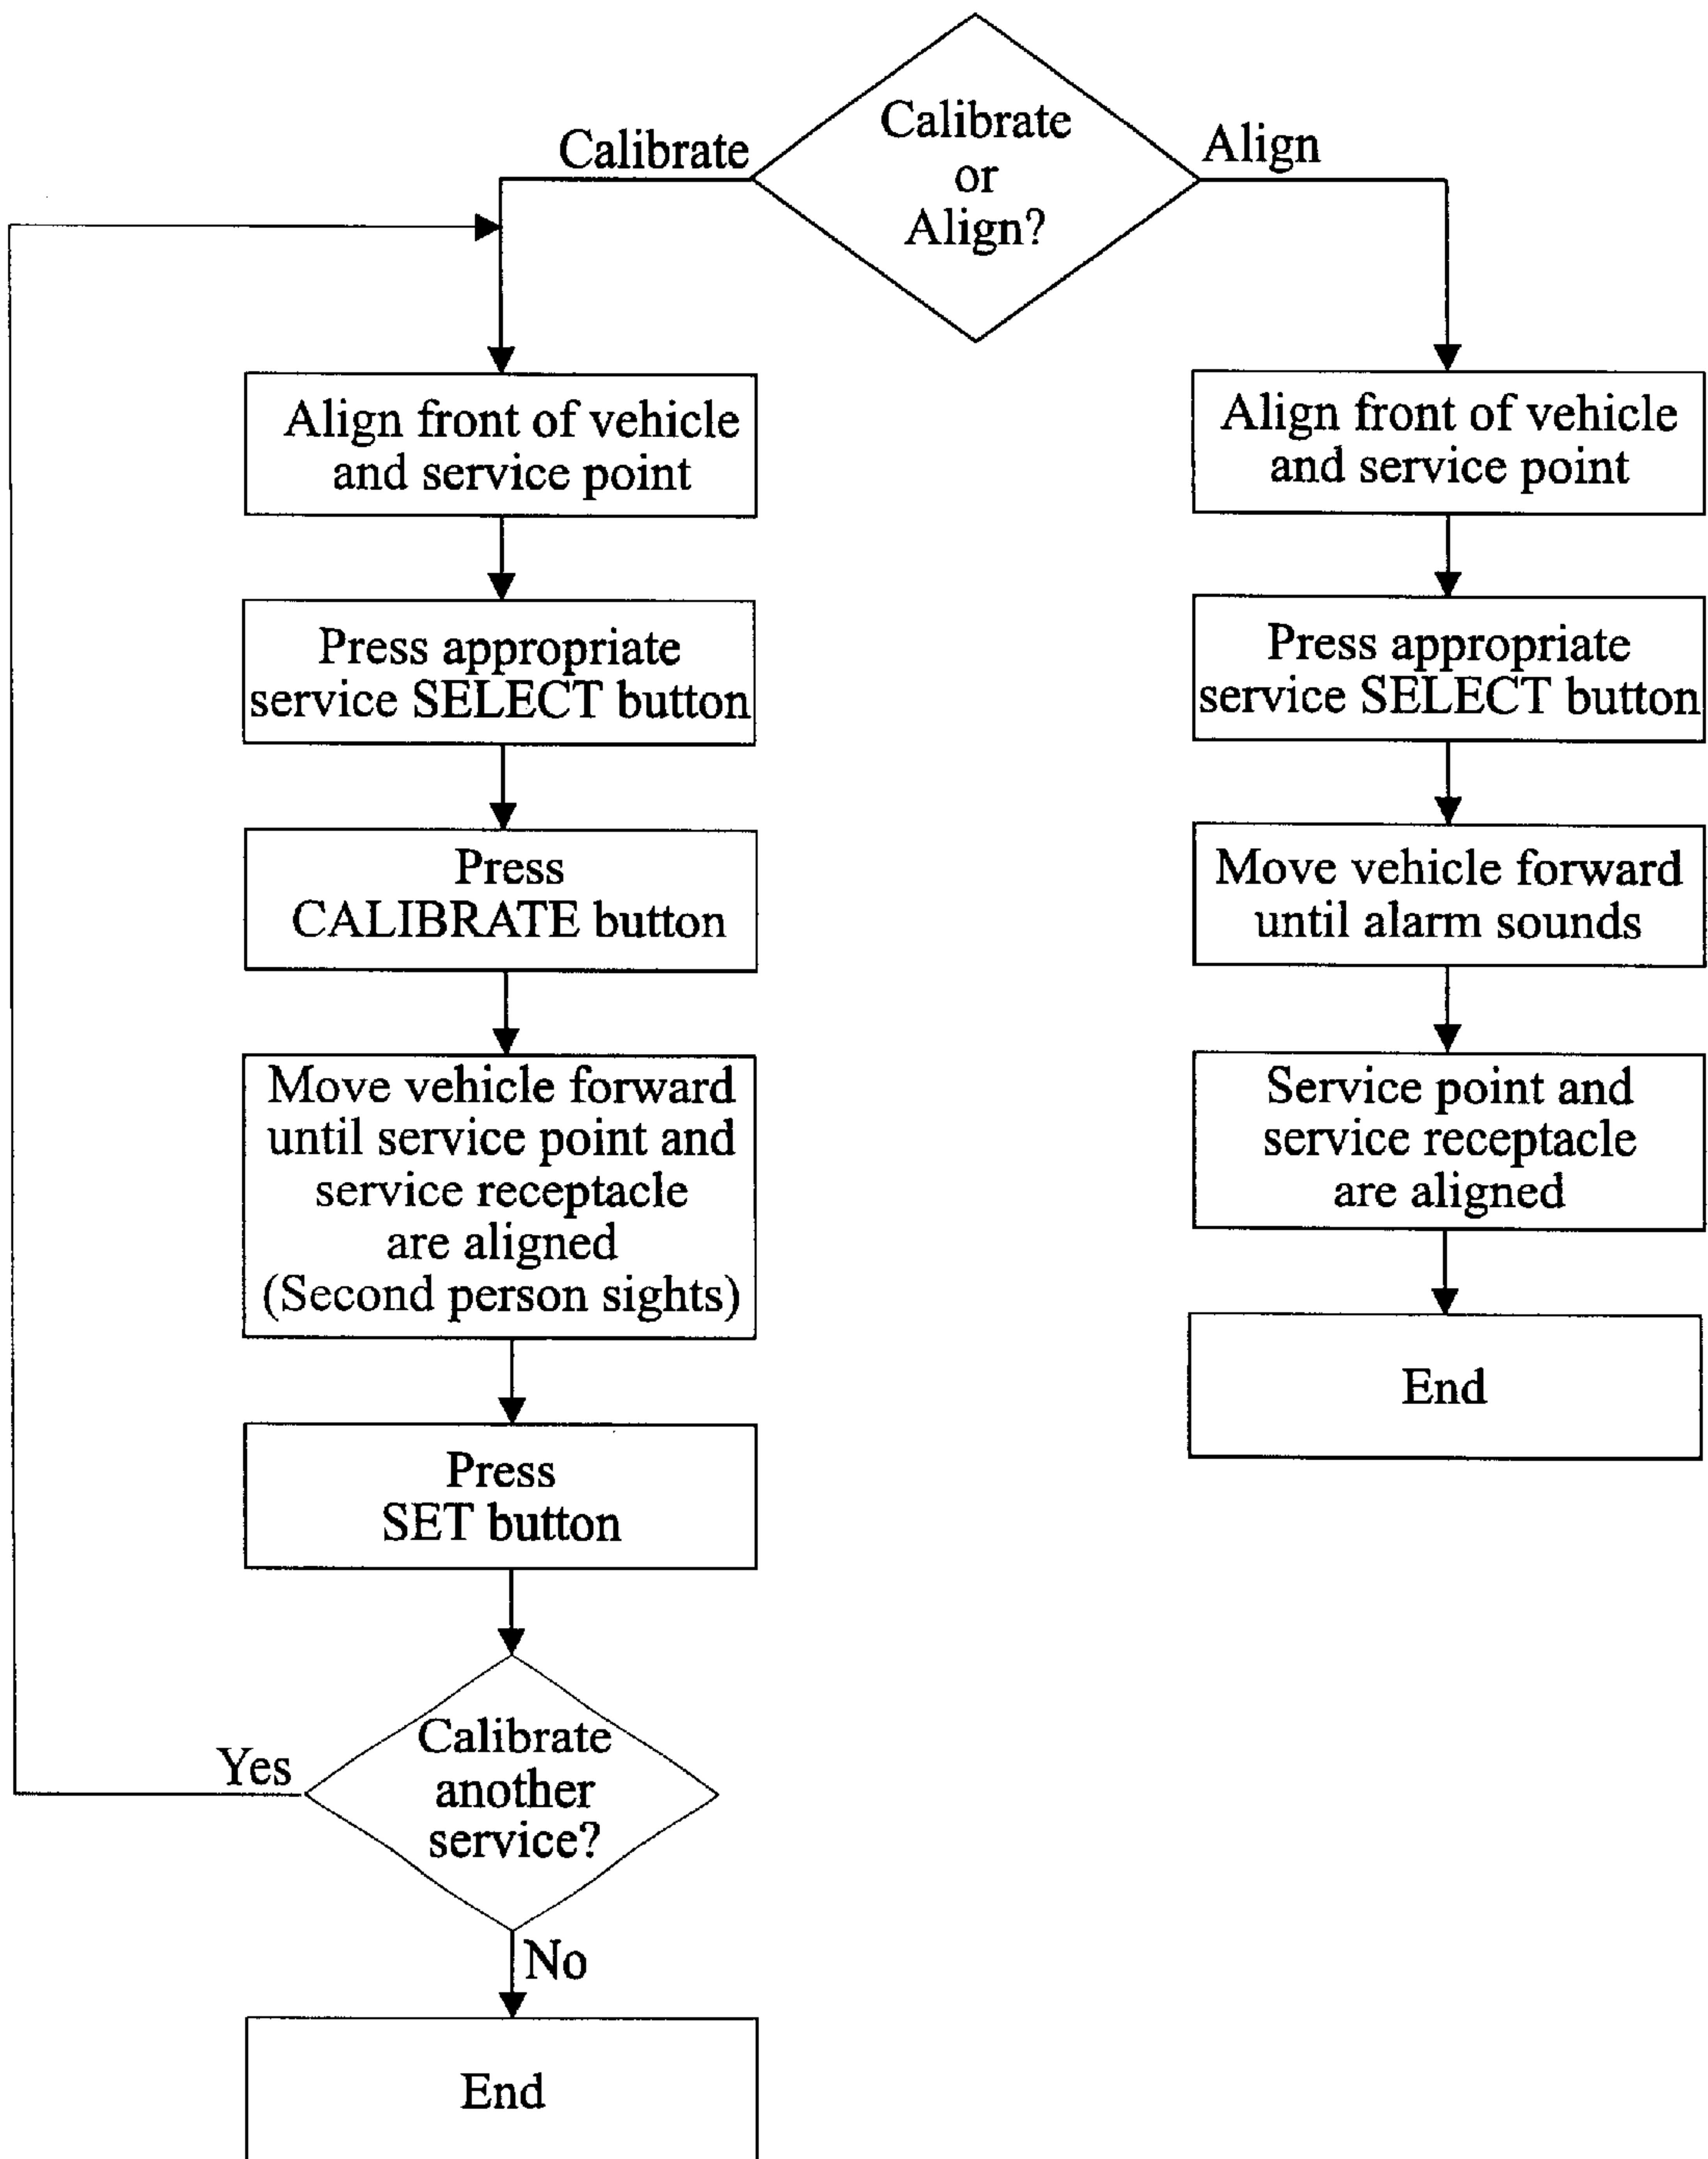 Calibrate
or
Align?
Calibrate
Align
Align front of vehicle
and service point
Press appropriate
service SELECT button
Press
CALIBRATE button
Move vehicle forward
until service point and
service receptacle
are aligned
(Second person sights)
Press
SET button
Calibrate
another
service?
Yes
No
End
Align front of vehicle
and service point
Press appropriate
service SELECT button
Move vehicle forward
until alarm sounds
Service point and
service receptacle
are aligned
End